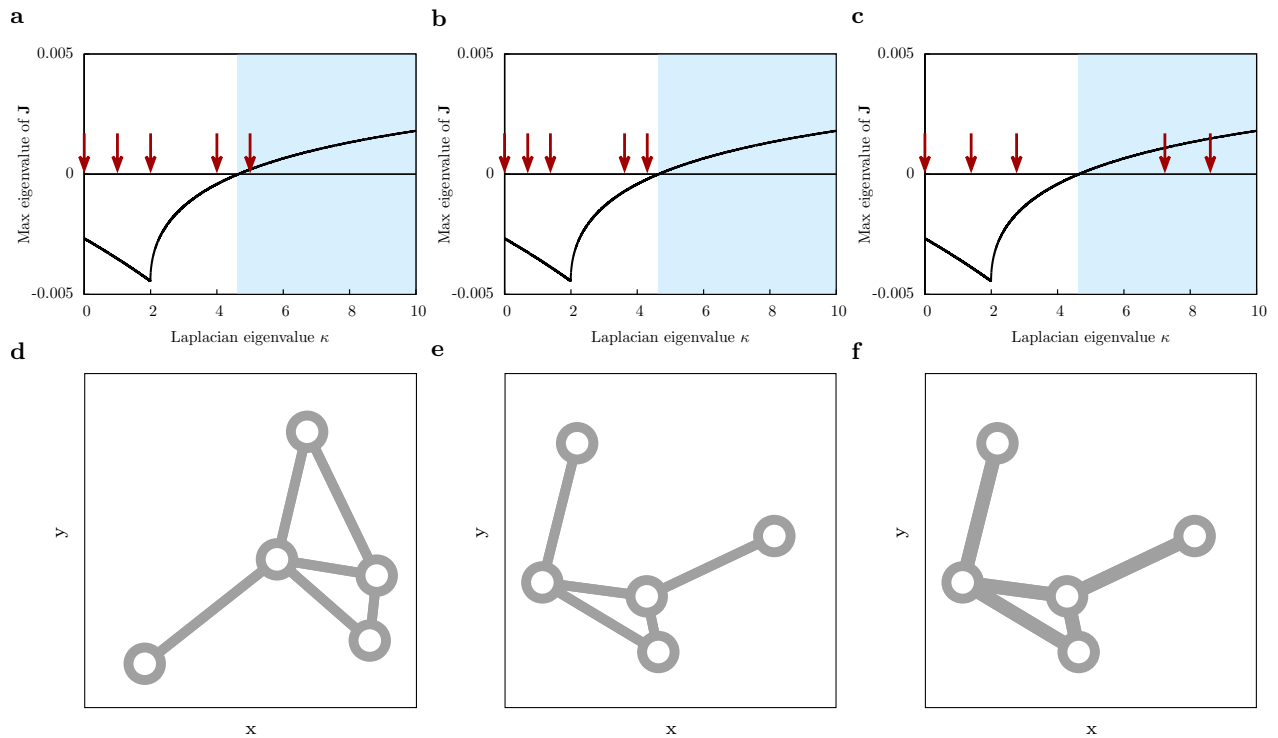 a
0.005
0
-0.005
Max eigenvalue of J
0 2 4 6 8 10
Laplacian eigenvalue κ
b
0.005
0
-0.005
Max eigenvalue of J
0 2 4 6 8 10
Laplacian eigenvalue κ
c
0.005
0
-0.005
Max eigenvalue of J
0 2 4 6 8 10
Laplacian eigenvalue κ
d
y
x
e
y
x
f
y
x